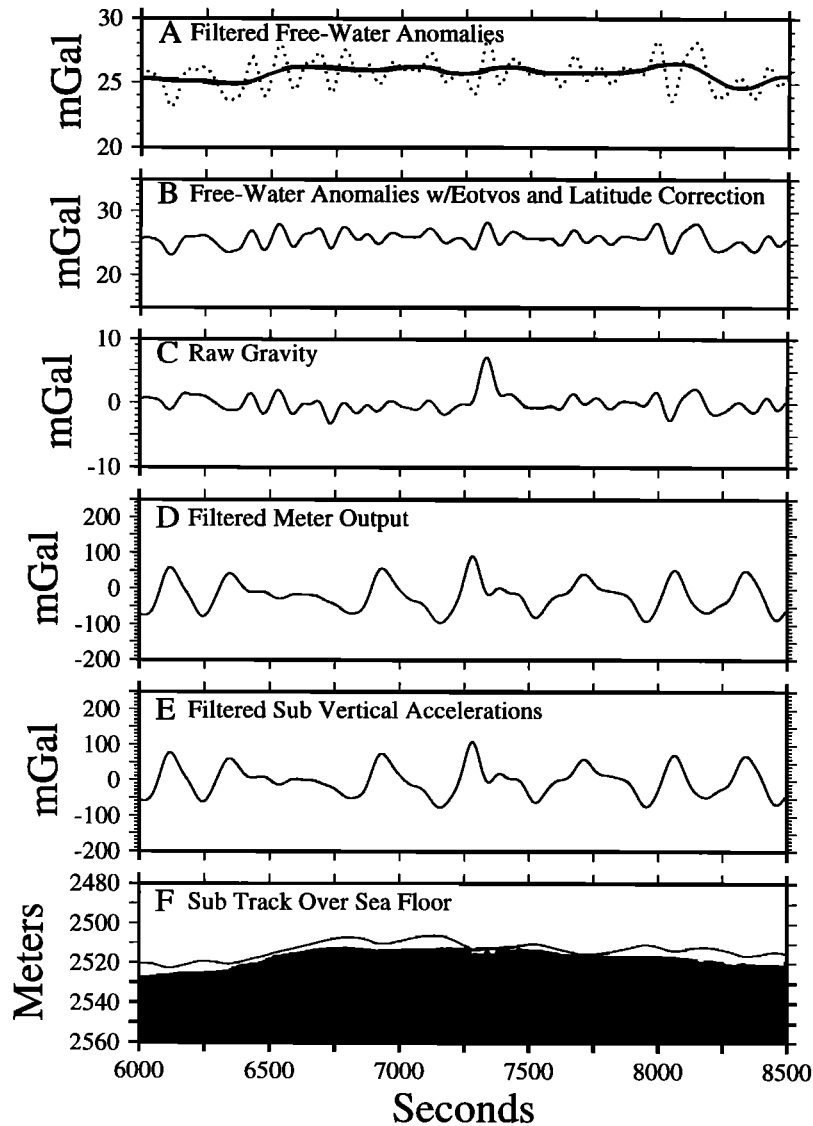 A Filtered Free-Water Anomalies
mGal
30
25
20
B Free-Water Anomalies w/Eotvos and Latitude Correction
mGal
30
20
C Raw Gravity
mGal
10
0
-10
D Filtered Meter Output
mGal
200
100
0
-100
-200
E Filtered Sub Vertical Accelerations
mGal
200
100
0
-100
-200
F Sub Track Over Sea Floor
Meters
2480
2500
2520
2540
2560
6000 6500 7000 7500 8000 8500
Seconds